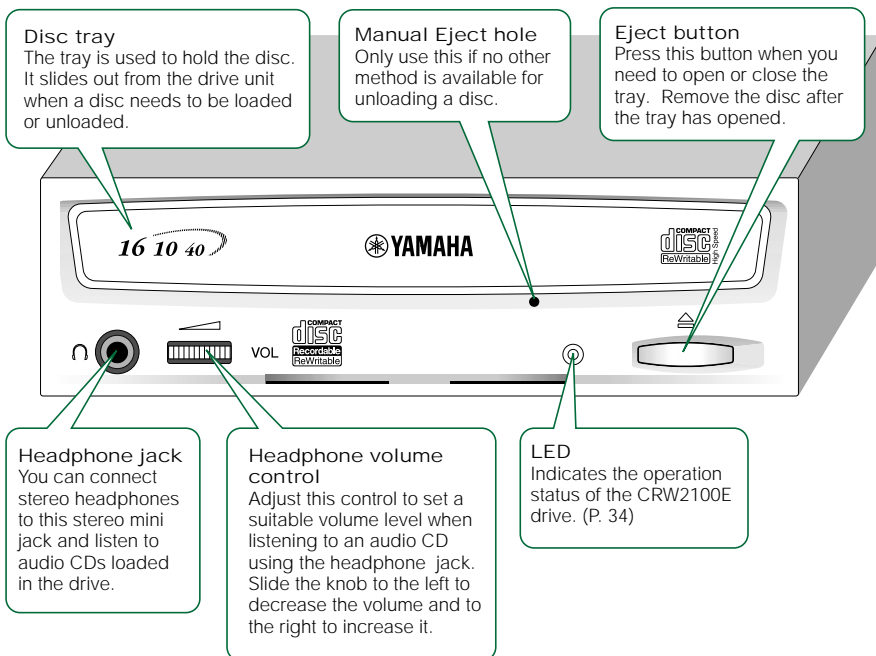 Disc tray
The tray is used to hold the disc.
It slides out from the drive unit
when a disc needs to be loaded
or unloaded.
Manual Eject hole
Only use this if no other
method is available for
unloading a disc.
Eject button
Press this button when you
need to open or close the
tray. Remove the disc after
the tray has opened.
16 10 40
YAMAHA
COMPACT
disc
ReWritable
High Speed
VOL
COMPACT
disc
Recordable
ReWritable
Headphone jack
You can connect
stereo headphones
to this stereo mini
jack and listen to
audio CDs loaded
in the drive.
Headphone volume
control
Adjust this control to set a
suitable volume level when
listening to an audio CD
using the headphone jack.
Slide the knob to the left to
decrease the volume and to
the right to increase it.
LED
Indicates the operation
status of the CRW2100E
drive. (P. 34)